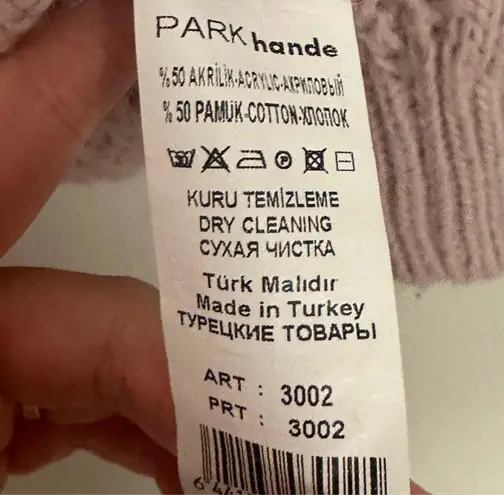 PARK hande
%50 AKRİLİK-ACRYLIC-АКРИЛОВЫЙ
%50 PAMUK-COTTON-ХЛОПОК
30 P
KURU TEMİZLEME
DRY CLEANING
СУХАЯ ЧИСТКА
Türk Malıdır
Made in Turkey
ТУРЕЦКИЕ ТОВАРЫ
ART : 3002
PRT : 3002